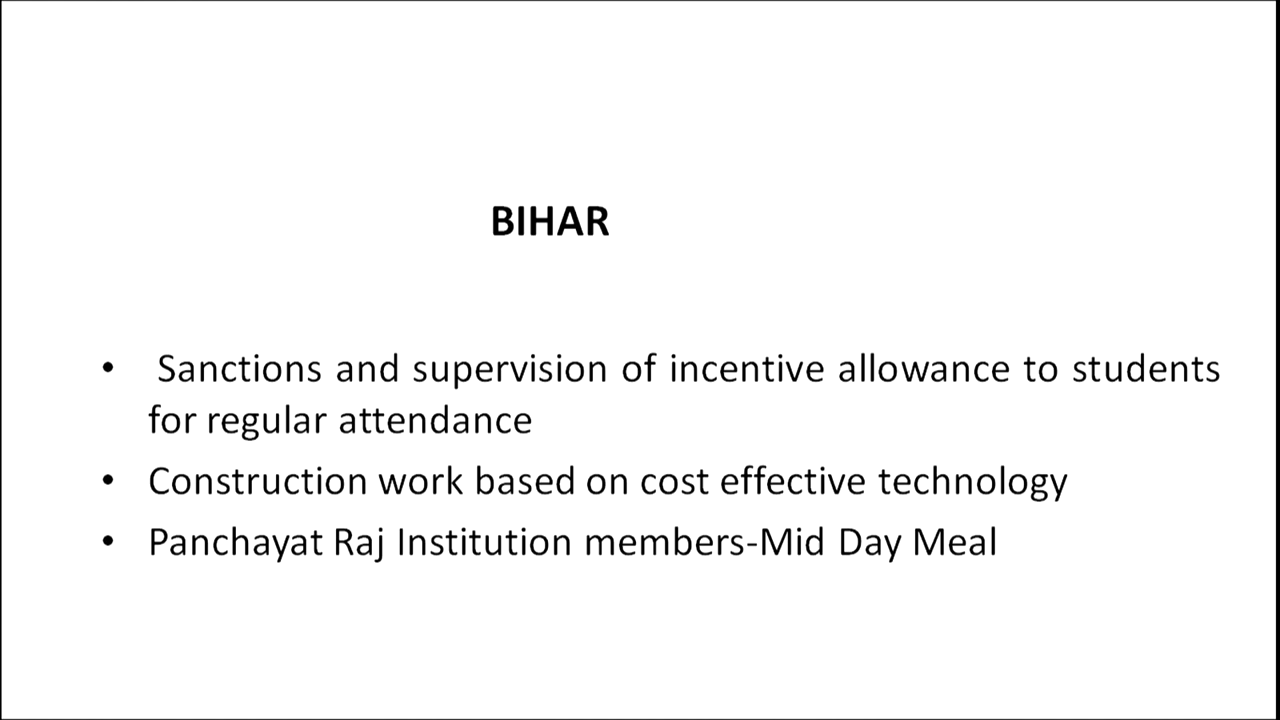 BIHAR
• Sanctions and supervision of incentive allowance to students
for regular attendance
• Construction work based on cost effective technology
• Panchayat Raj Institution members-Mid Day Meal